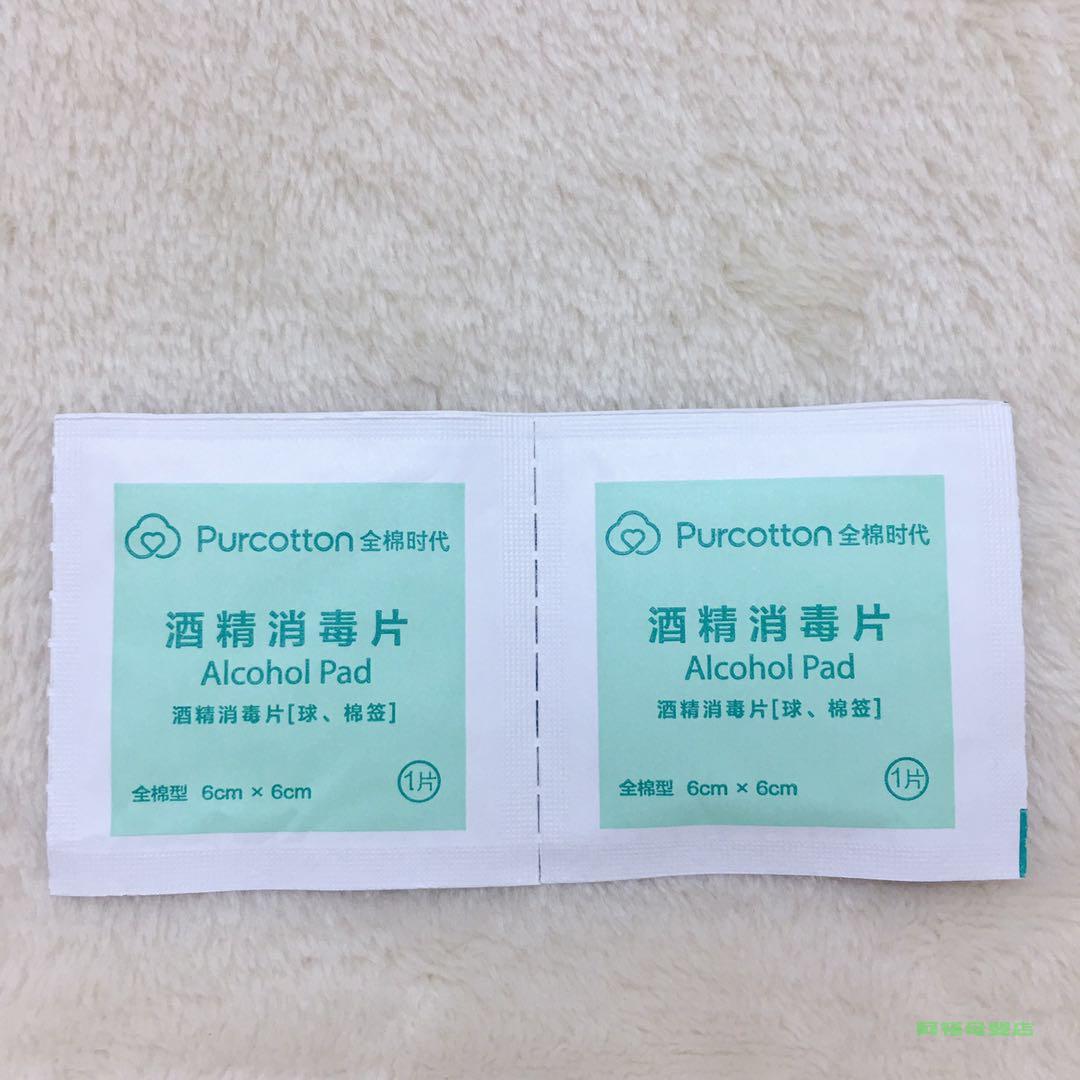 Purcotton 全棉时代
酒精消毒片
Alcohol Pad
酒精消毒片[球、棉签]
全棉型 6cm × 6cm 1片
Purcotton 全棉时代
酒精消毒片
Alcohol Pad
酒精消毒片[球、棉签]
全棉型 6cm × 6cm 1片